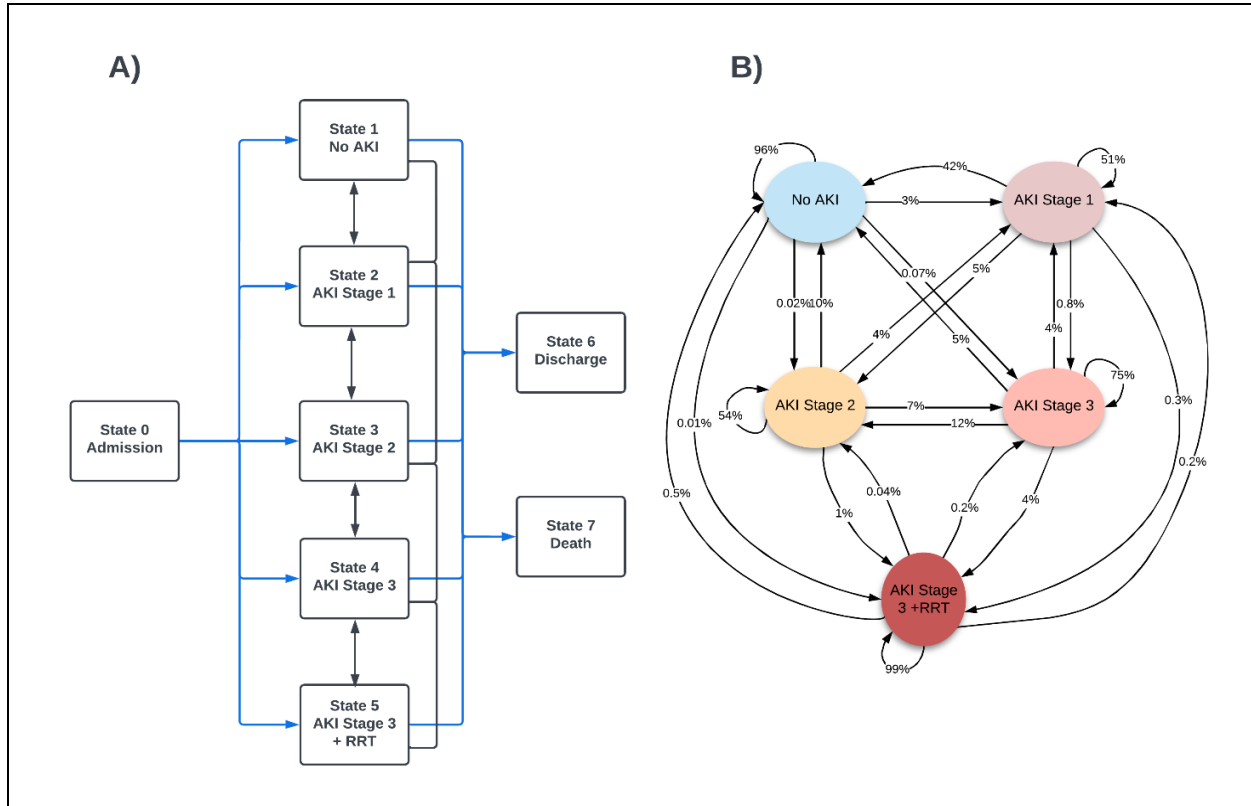 A)
State 1
No AKI
State 2
AKI Stage 1
State 0
Admission
State 3
AKI Stage 2
State 4
AKI Stage 3
State 5
AKI Stage 3
+ RRT
State 6
Discharge
State 7
Death
B)
96%
42%
51%
No AKI
3%
AKI Stage 1
0.07%
5%
0.02%
10%
0.8%
4%
4%
5%
75%
AKI Stage 2
7%
AKI Stage 3
54%
12%
0.3%
0.01%
0.2%
0.5%
0.04%
0.2%
4%
1%
AKI Stage
3 +RRT
99%